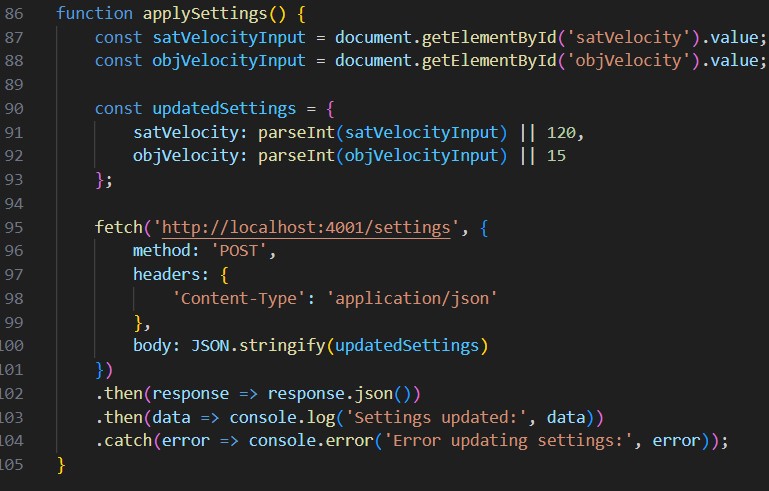 86 function applySettings() {
87     const satVelocityInput = document.getElementById('satVelocity').value;
88     const objVelocityInput = document.getElementById('objVelocity').value;
89
90     const updatedSettings = {
91         satVelocity: parseInt(satVelocityInput) || 120,
92         objVelocity: parseInt(objVelocityInput) || 15
93     };
94
95     fetch('http://localhost:4001/settings', {
96         method: 'POST',
97         headers: {
98             'Content-Type': 'application/json'
99         },
100         body: JSON.stringify(updatedSettings)
101     })
102     .then(response => response.json())
103     .then(data => console.log('Settings updated:', data))
104     .catch(error => console.error('Error updating settings:', error));
105 }